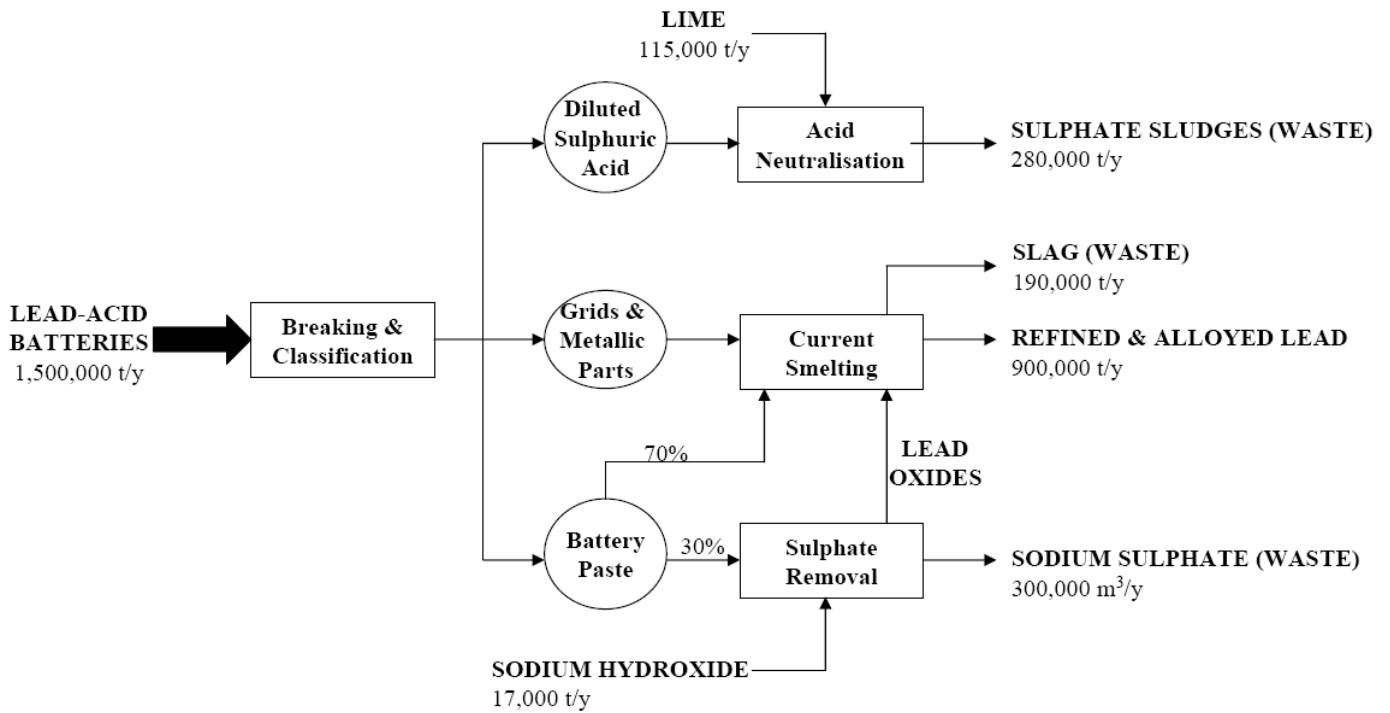 LIME
115,000 t/y
Diluted
Sulphuric
Acid
Acid
Neutralisation
SULPHATE SLUDGES (WASTE)
280,000 t/y
SLAG (WASTE)
190,000 t/y
LEAD-ACID
BATTERIES
1,500,000 t/y
Breaking &
Classification
Grids &
Metallic
Parts
Current
Smelting
REFINED & ALLOYED LEAD
900,000 t/y
70%
LEAD
OXIDES
Battery
Paste
30%
Sulphate
Removal
SODIUM SULPHATE (WASTE)
300,000 m³/y
SODIUM HYDROXIDE
17,000 t/y